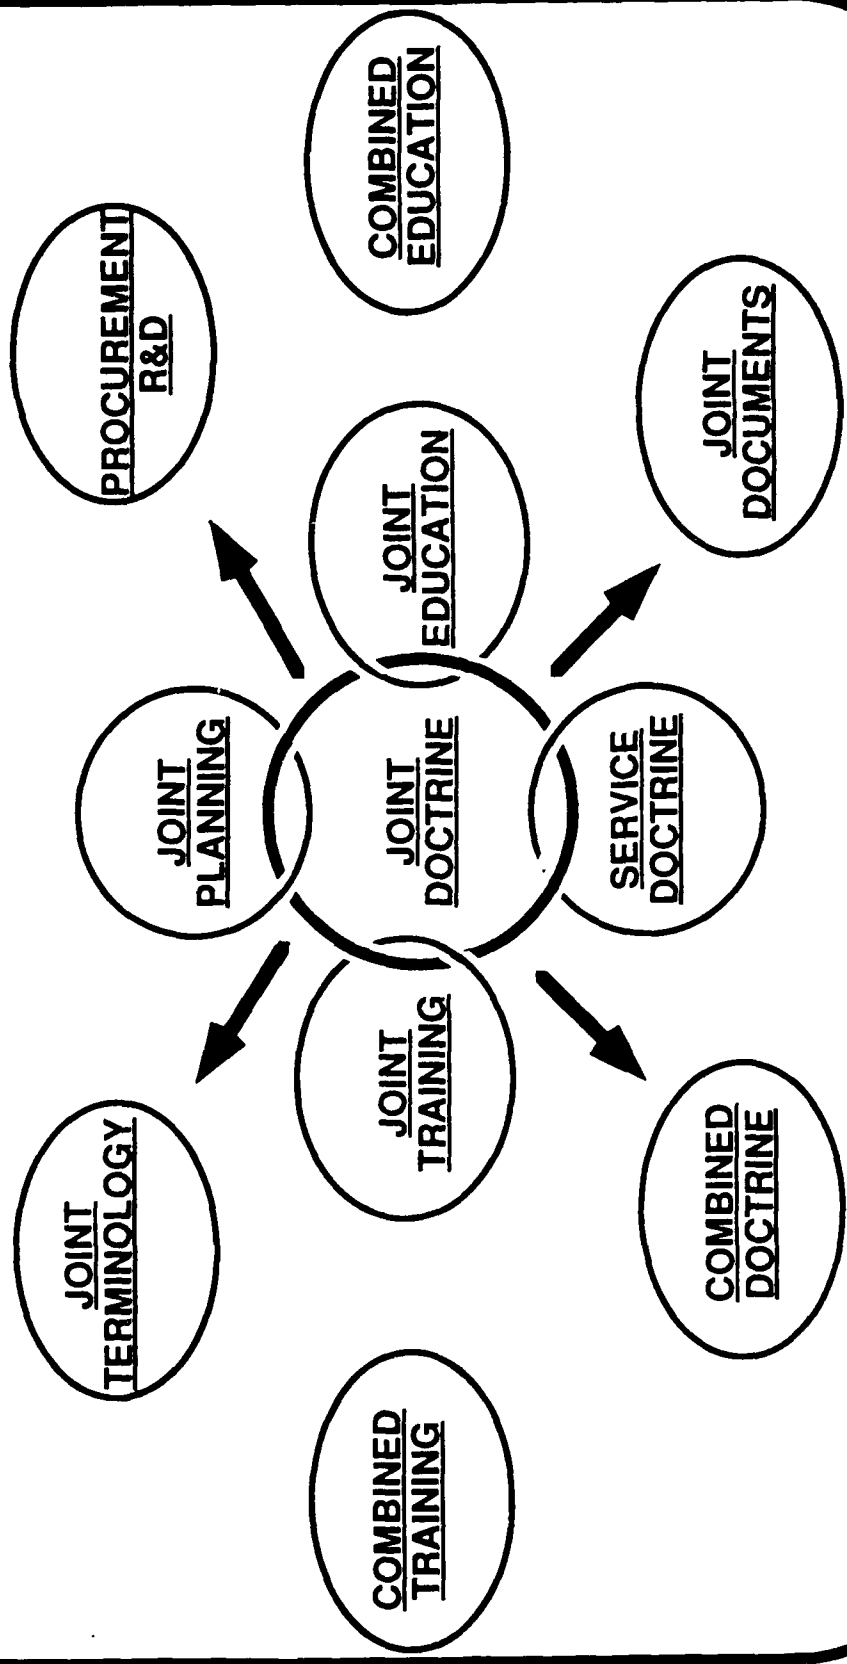 JOINT
TERMINOLOGY
PROCUREMENT
R&D
JOINT
PLANNING
COMBINED
TRAINING
JOINT
TRAINING
JOINT
DOCTRINE
JOINT
EDUCATION
COMBINED
EDUCATION
SERVICE
DOCTRINE
COMBINED
DOCTRINE
JOINT
DOCUMENTS